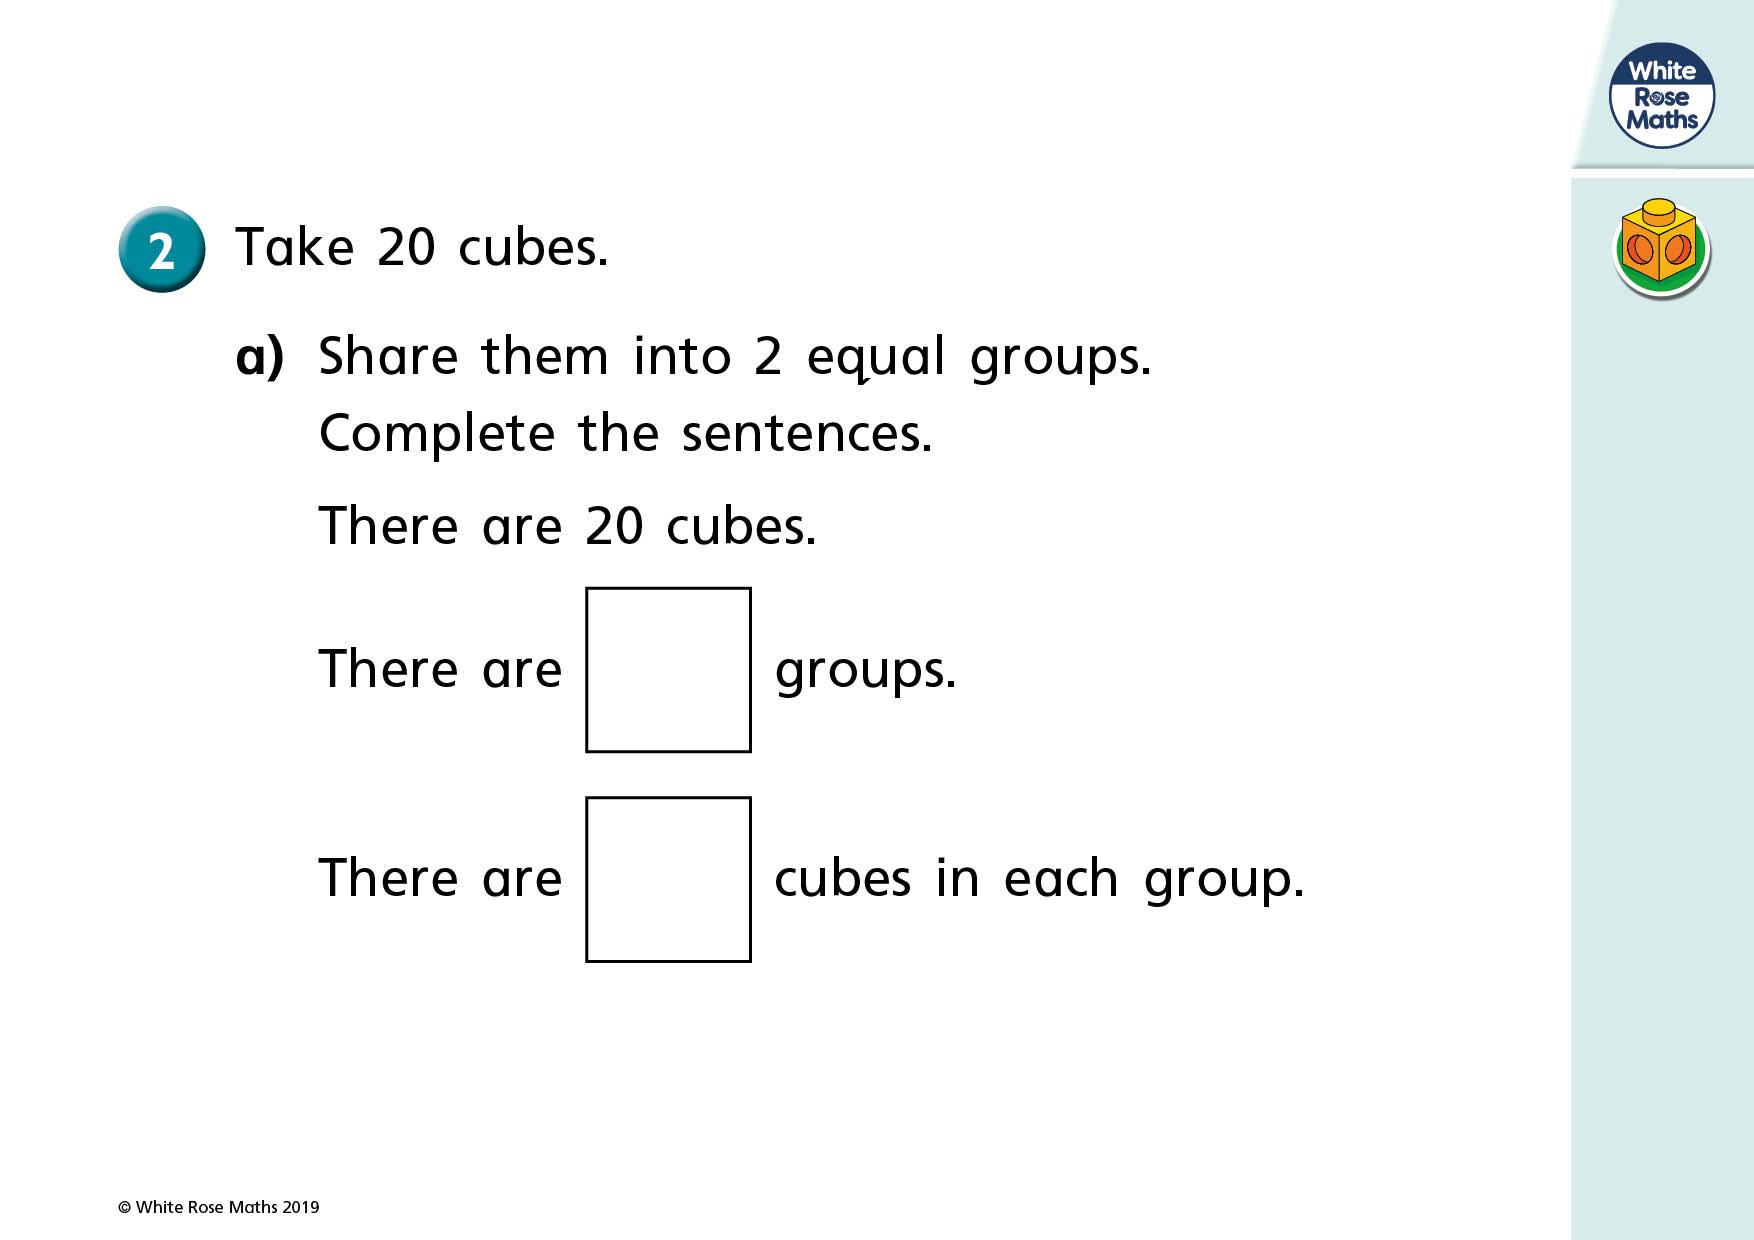 White
Rose
Maths
2 Take 20 cubes.
a) Share them into 2 equal groups.
Complete the sentences.
There are 20 cubes.
There are groups.
There are cubes in each group.
© White Rose Maths 2019